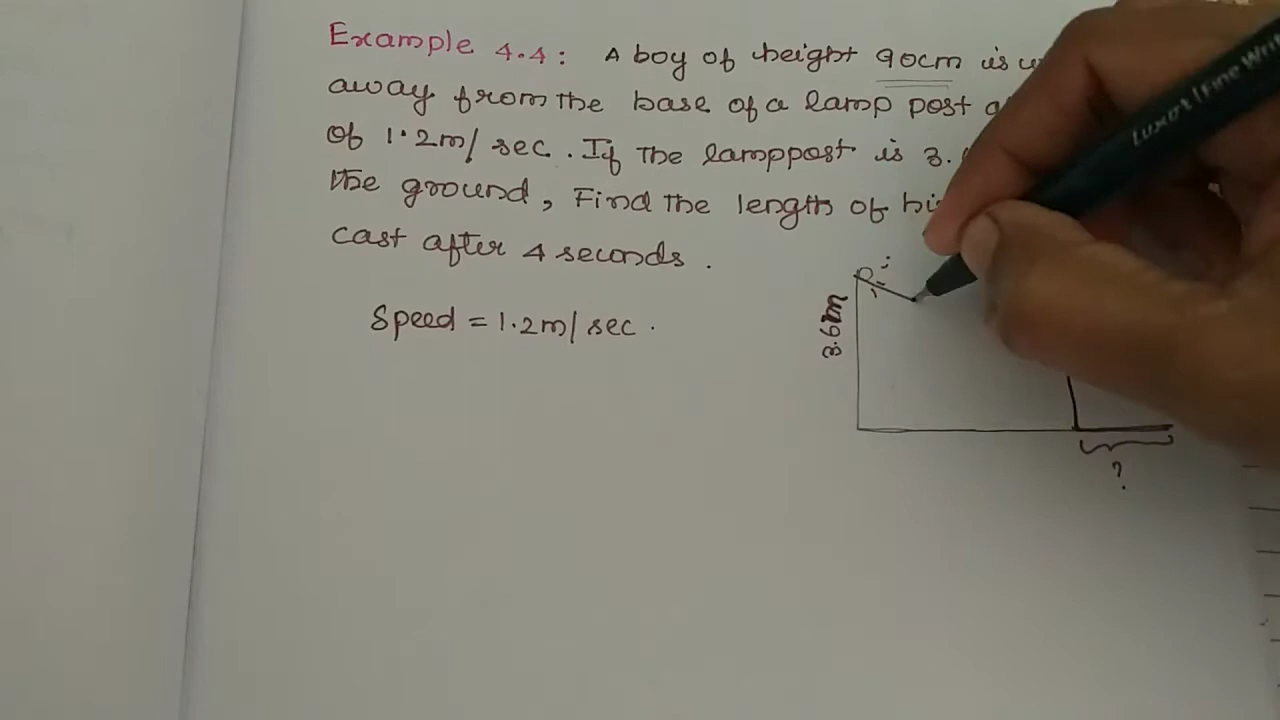 Example 4.4: A boy of height 90cm is
away from the base of a lamp post
of 1.2m/sec. If the lamppost is 3.
the ground, Find the length of
cast after 4 seconds.
Speed = 1.2m/sec.
3.6m
?
Luxor Fine